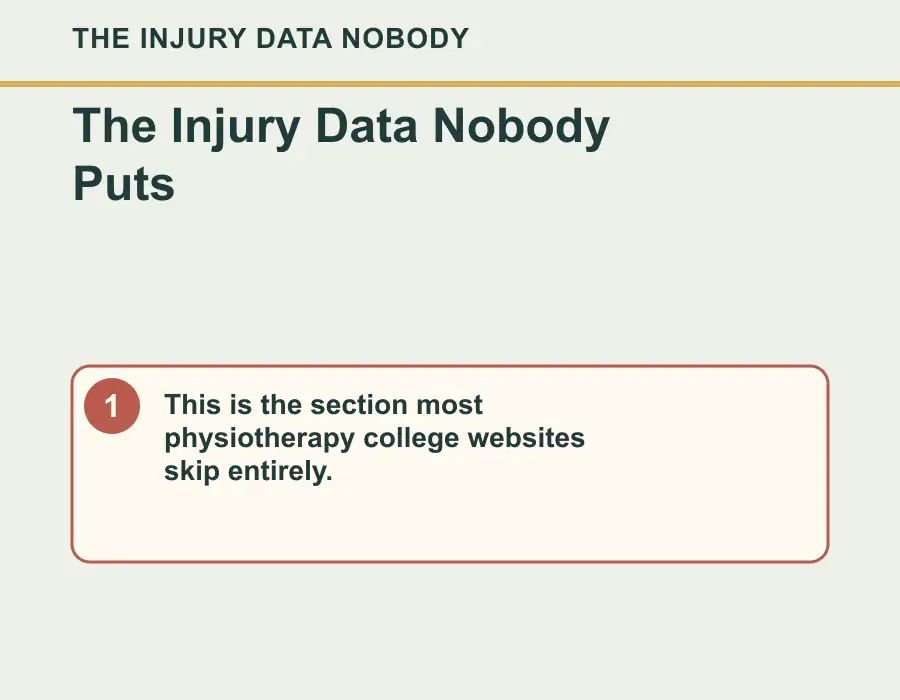 THE INJURY DATA NOBODY
The Injury Data Nobody
Puts
1
This is the section most
physiotherapy college websites
skip entirely.